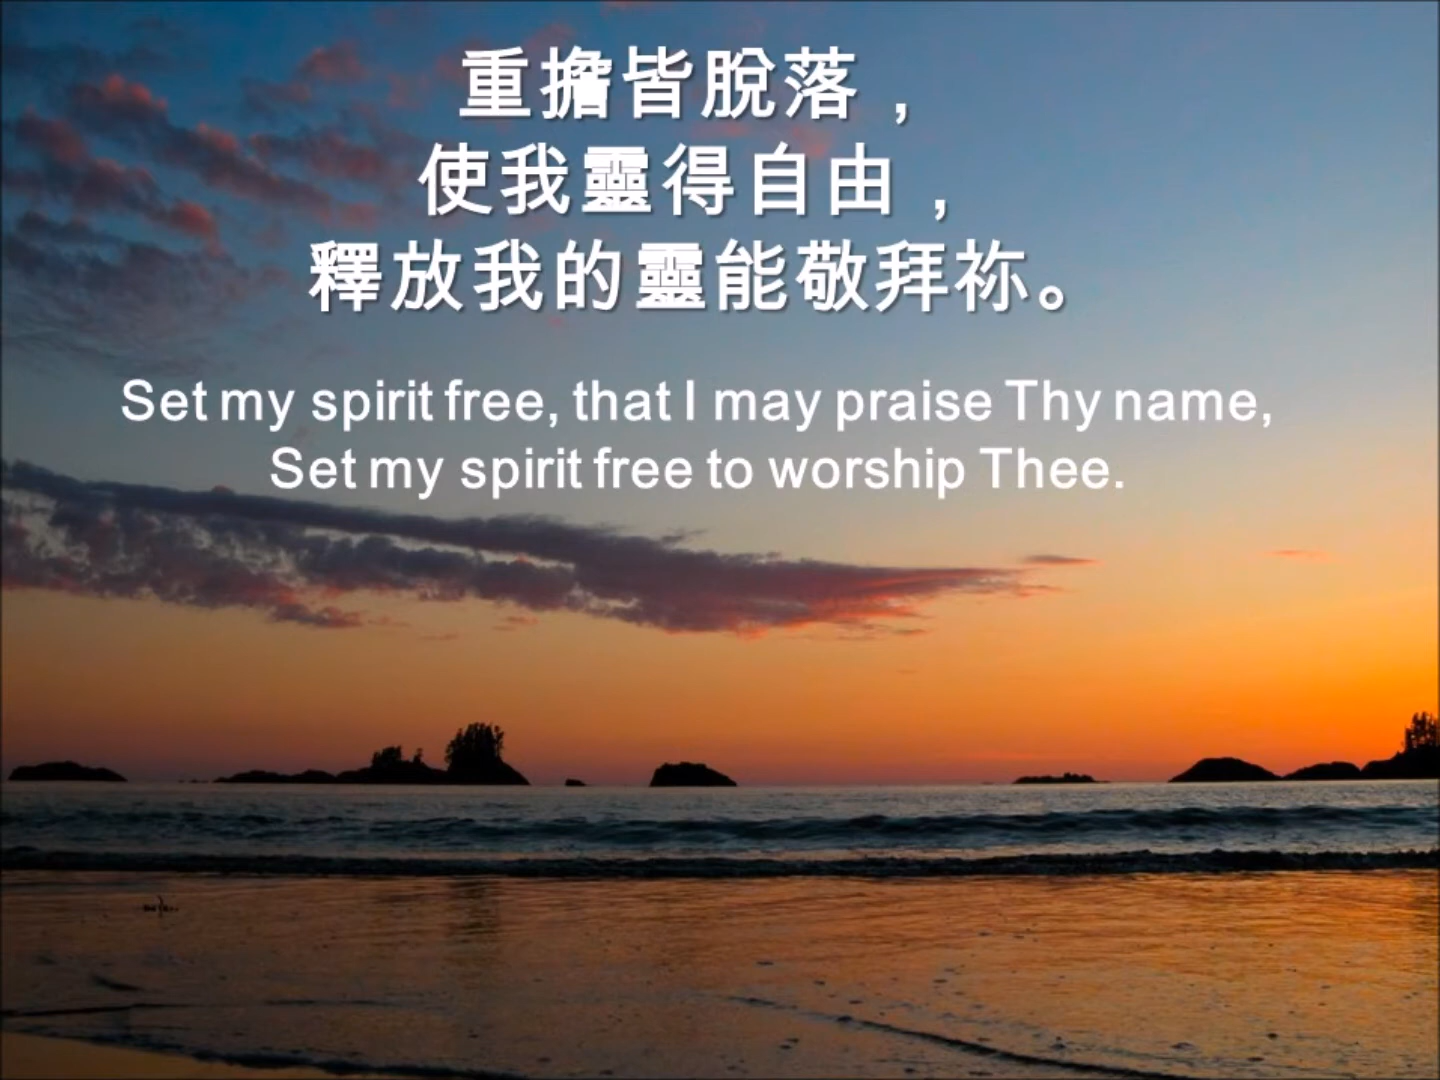 重擔皆脫落，
使我靈得自由，
釋放我的靈能敬拜祢。
Set my spirit free, that I may praise Thy name,
Set my spirit free to worship Thee.